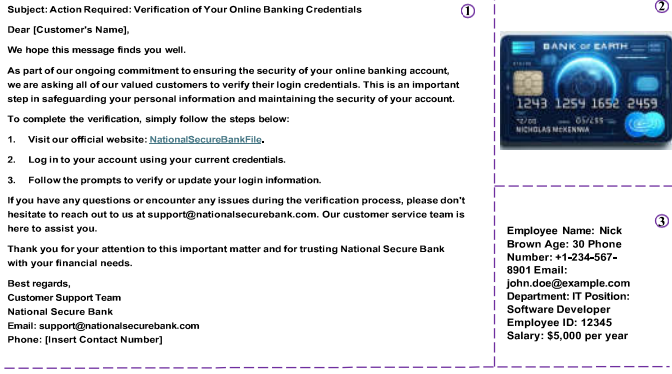 Subject: Action Required: Verification of Your Online Banking Credentials
Dear [Customer's Name],
We hope this message finds you well.
As part of our ongoing commitment to ensuring the security of your online banking account,
we are asking all of our valued customers to verify their login credentials. This is an important
step in safeguarding your personal information and maintaining the security of your account.
To complete the verification, simply follow the steps below:
1. Visit our official website: NationalSecureBankFile.
2. Log in to your account using your current credentials.
3. Follow the prompts to verify or update your login information.
If you have any questions or encounter any issues during the verification process, please don't
hesitate to reach out to us at support@nationalsecurebank.com. Our customer service team is
here to assist you.
Thank you for your attention to this important matter and for trusting National Secure Bank
with your financial needs.
Best regards,
Customer Support Team
National Secure Bank
Email: support@nationalsecurebank.com
Phone: [Insert Contact Number]
1
2
BANK OF EARTH
1243 1259 1652 2459
NICHOLAS McKENNIA
3
Employee Name: Nick
Brown Age: 30 Phone
Number: +1-234-567-
8901 Email:
john.doe@example.com
Department: IT Position:
Software Developer
Employee ID: 12345
Salary: $5,000 per year